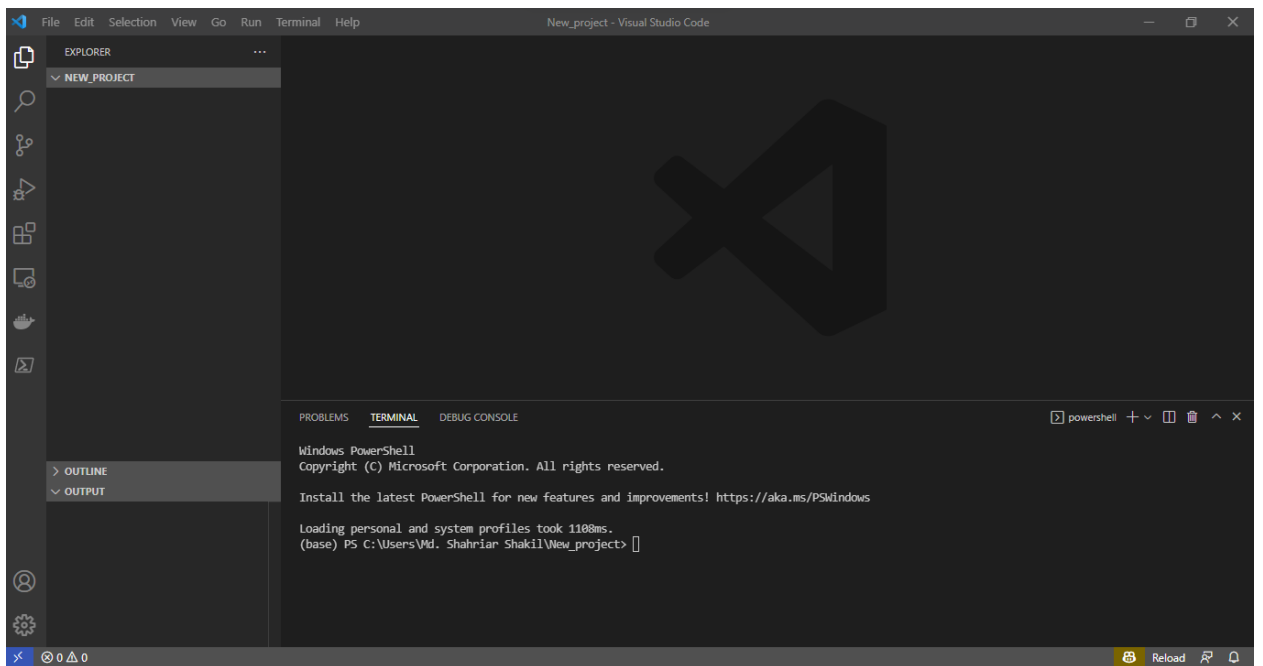 File Edit Selection View Go Run Terminal Help
New_project - Visual Studio Code
EXPLORER
NEW_PROJECT
OUTLINE
OUTPUT
PROBLEMS TERMINAL DEBUG CONSOLE
powershell
Windows PowerShell
Copyright (C) Microsoft Corporation. All rights reserved.
Install the latest PowerShell for new features and improvements! https://aka.ms/PSWindows
Loading personal and system profiles took 1108ms.
(base) PS C:\Users\Md. Shahriar Shakil\New_project>
0 0
Reload